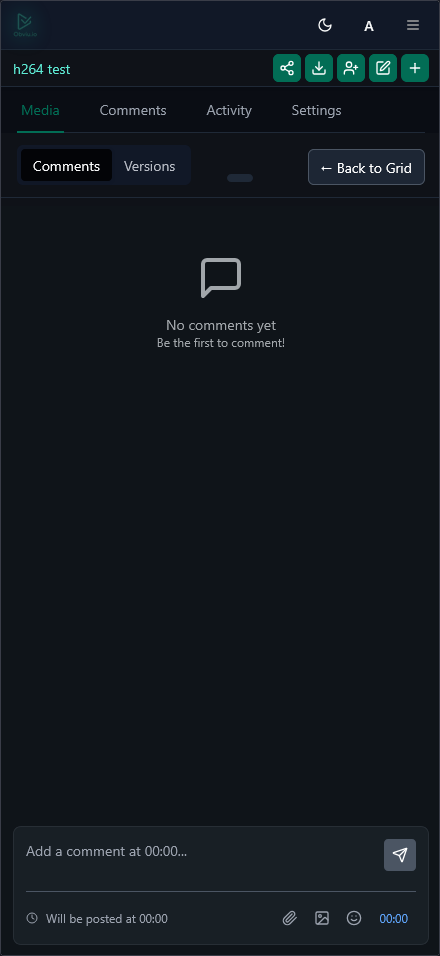 A
h264 test
Media Comments Activity Settings
Comments Versions ← Back to Grid
No comments yet
Be the first to comment!
Add a comment at 00:00...
Will be posted at 00:00 00:00